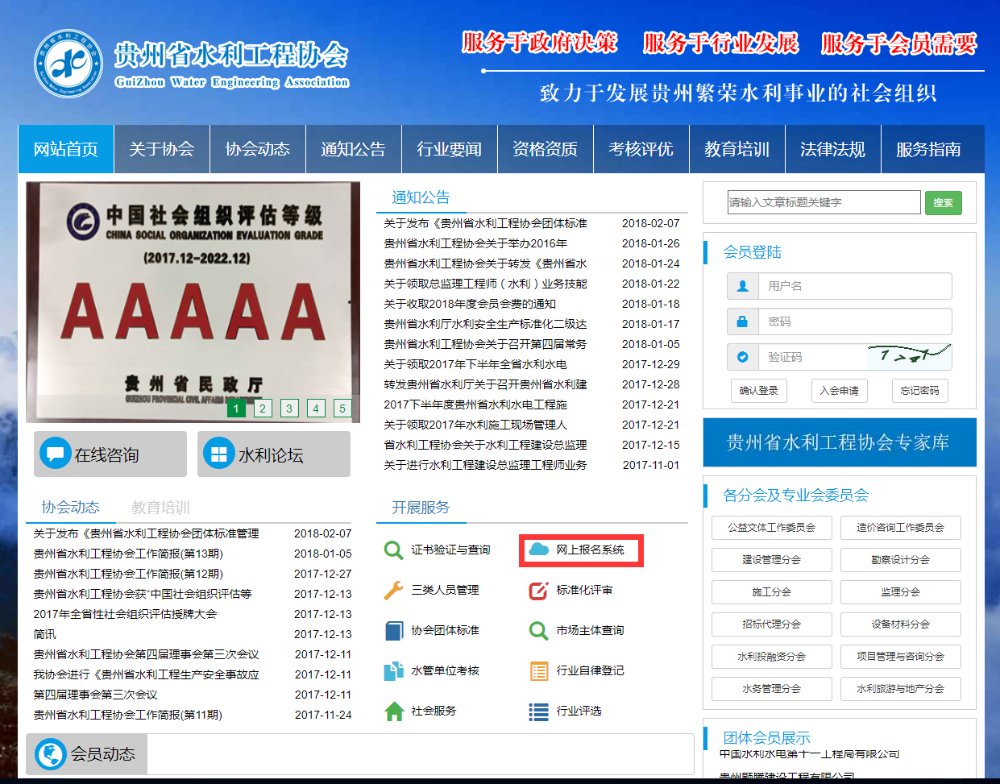 贵州省水利工程协会
GuiZhou Water Engineering Association
服务于政府决策 服务于行业发展 服务于会员需要
致力于发展贵州繁荣水利事业的社会组织
网站首页 关于协会 协会动态 通知公告 行业要闻 资格资质 考核评优 教育培训 法律法规 服务指南
中国社会组织评估等级
CHINA SOCIAL ORGANIZATION EVALUATION GRADE
(2017.12-2022.12)
AAAAA
贵州省民政厅
GUIZHOU PROVINCIAL CIVIL AFFAIRS
1 2 3 4 5
在线咨询 水利论坛
通知公告
关于发布《贵州省水利工程协会团体标准 2018-02-07
贵州省水利工程协会关于举办2016年 2018-01-26
贵州省水利工程协会关于转发《贵州省水 2018-01-24
关于领取总监理工程师（水利）业务技能 2018-01-22
关于收取2018年度会员会费的通知 2018-01-18
贵州省水利厅水利安全生产标准化二级达 2018-01-17
贵州省水利工程协会关于召开第四届常务 2018-01-05
关于领取2017年下半年全省水利水电 2017-12-29
转发贵州省水利厅关于召开贵州省水利建 2017-12-28
2017下半年度贵州省水利水电工程施 2017-12-21
关于领取2017年水利施工现场管理人 2017-12-21
省水利工程协会关于水利工程建设总监理 2017-12-15
关于进行水利工程建设总监理工程师业务 2017-11-01
请输入文章标题关键字 搜索
会员登陆
用户名
密码
验证码
确认登录 入会申请 忘记密码
贵州省水利工程协会专家库
协会动态 教育培训
关于发布《贵州省水利工程协会团体标准管理 2018-02-07
贵州省水利工程协会工作简报(第13期) 2018-01-05
贵州省水利工程协会工作简报(第12期) 2017-12-27
贵州省水利工程协会获“中国社会组织评估等 2017-12-13
2017年全省性社会组织评估授牌大会 2017-12-13
简讯 2017-12-13
贵州省水利工程协会第四届理事会第三次会议 2017-12-11
我协会进行《贵州省水利工程生产安全事故应 2017-12-11
第四届理事会第三次会议 2017-12-11
贵州省水利工程协会工作简报(第11期) 2017-11-24
开展服务
证书验证与查询 网上报名系统
三类人员管理 标准化评审
协会团体标准 市场主体查询
水管单位考核 行业自律登记
社会服务 行业评选
各分会及专业会委员会
公益文体工作委员会 造价咨询工作委员会
建设管理分会 勘察设计分会
施工分会 监理分会
招标代理分会 设备材料分会
水利投融资分会 项目管理与咨询分会
水务管理分会 水利旅游与地产分会
会员动态
团体会员展示
中国水利水电第十一工程局有限公司
贵州颐腾建设工程有限公司